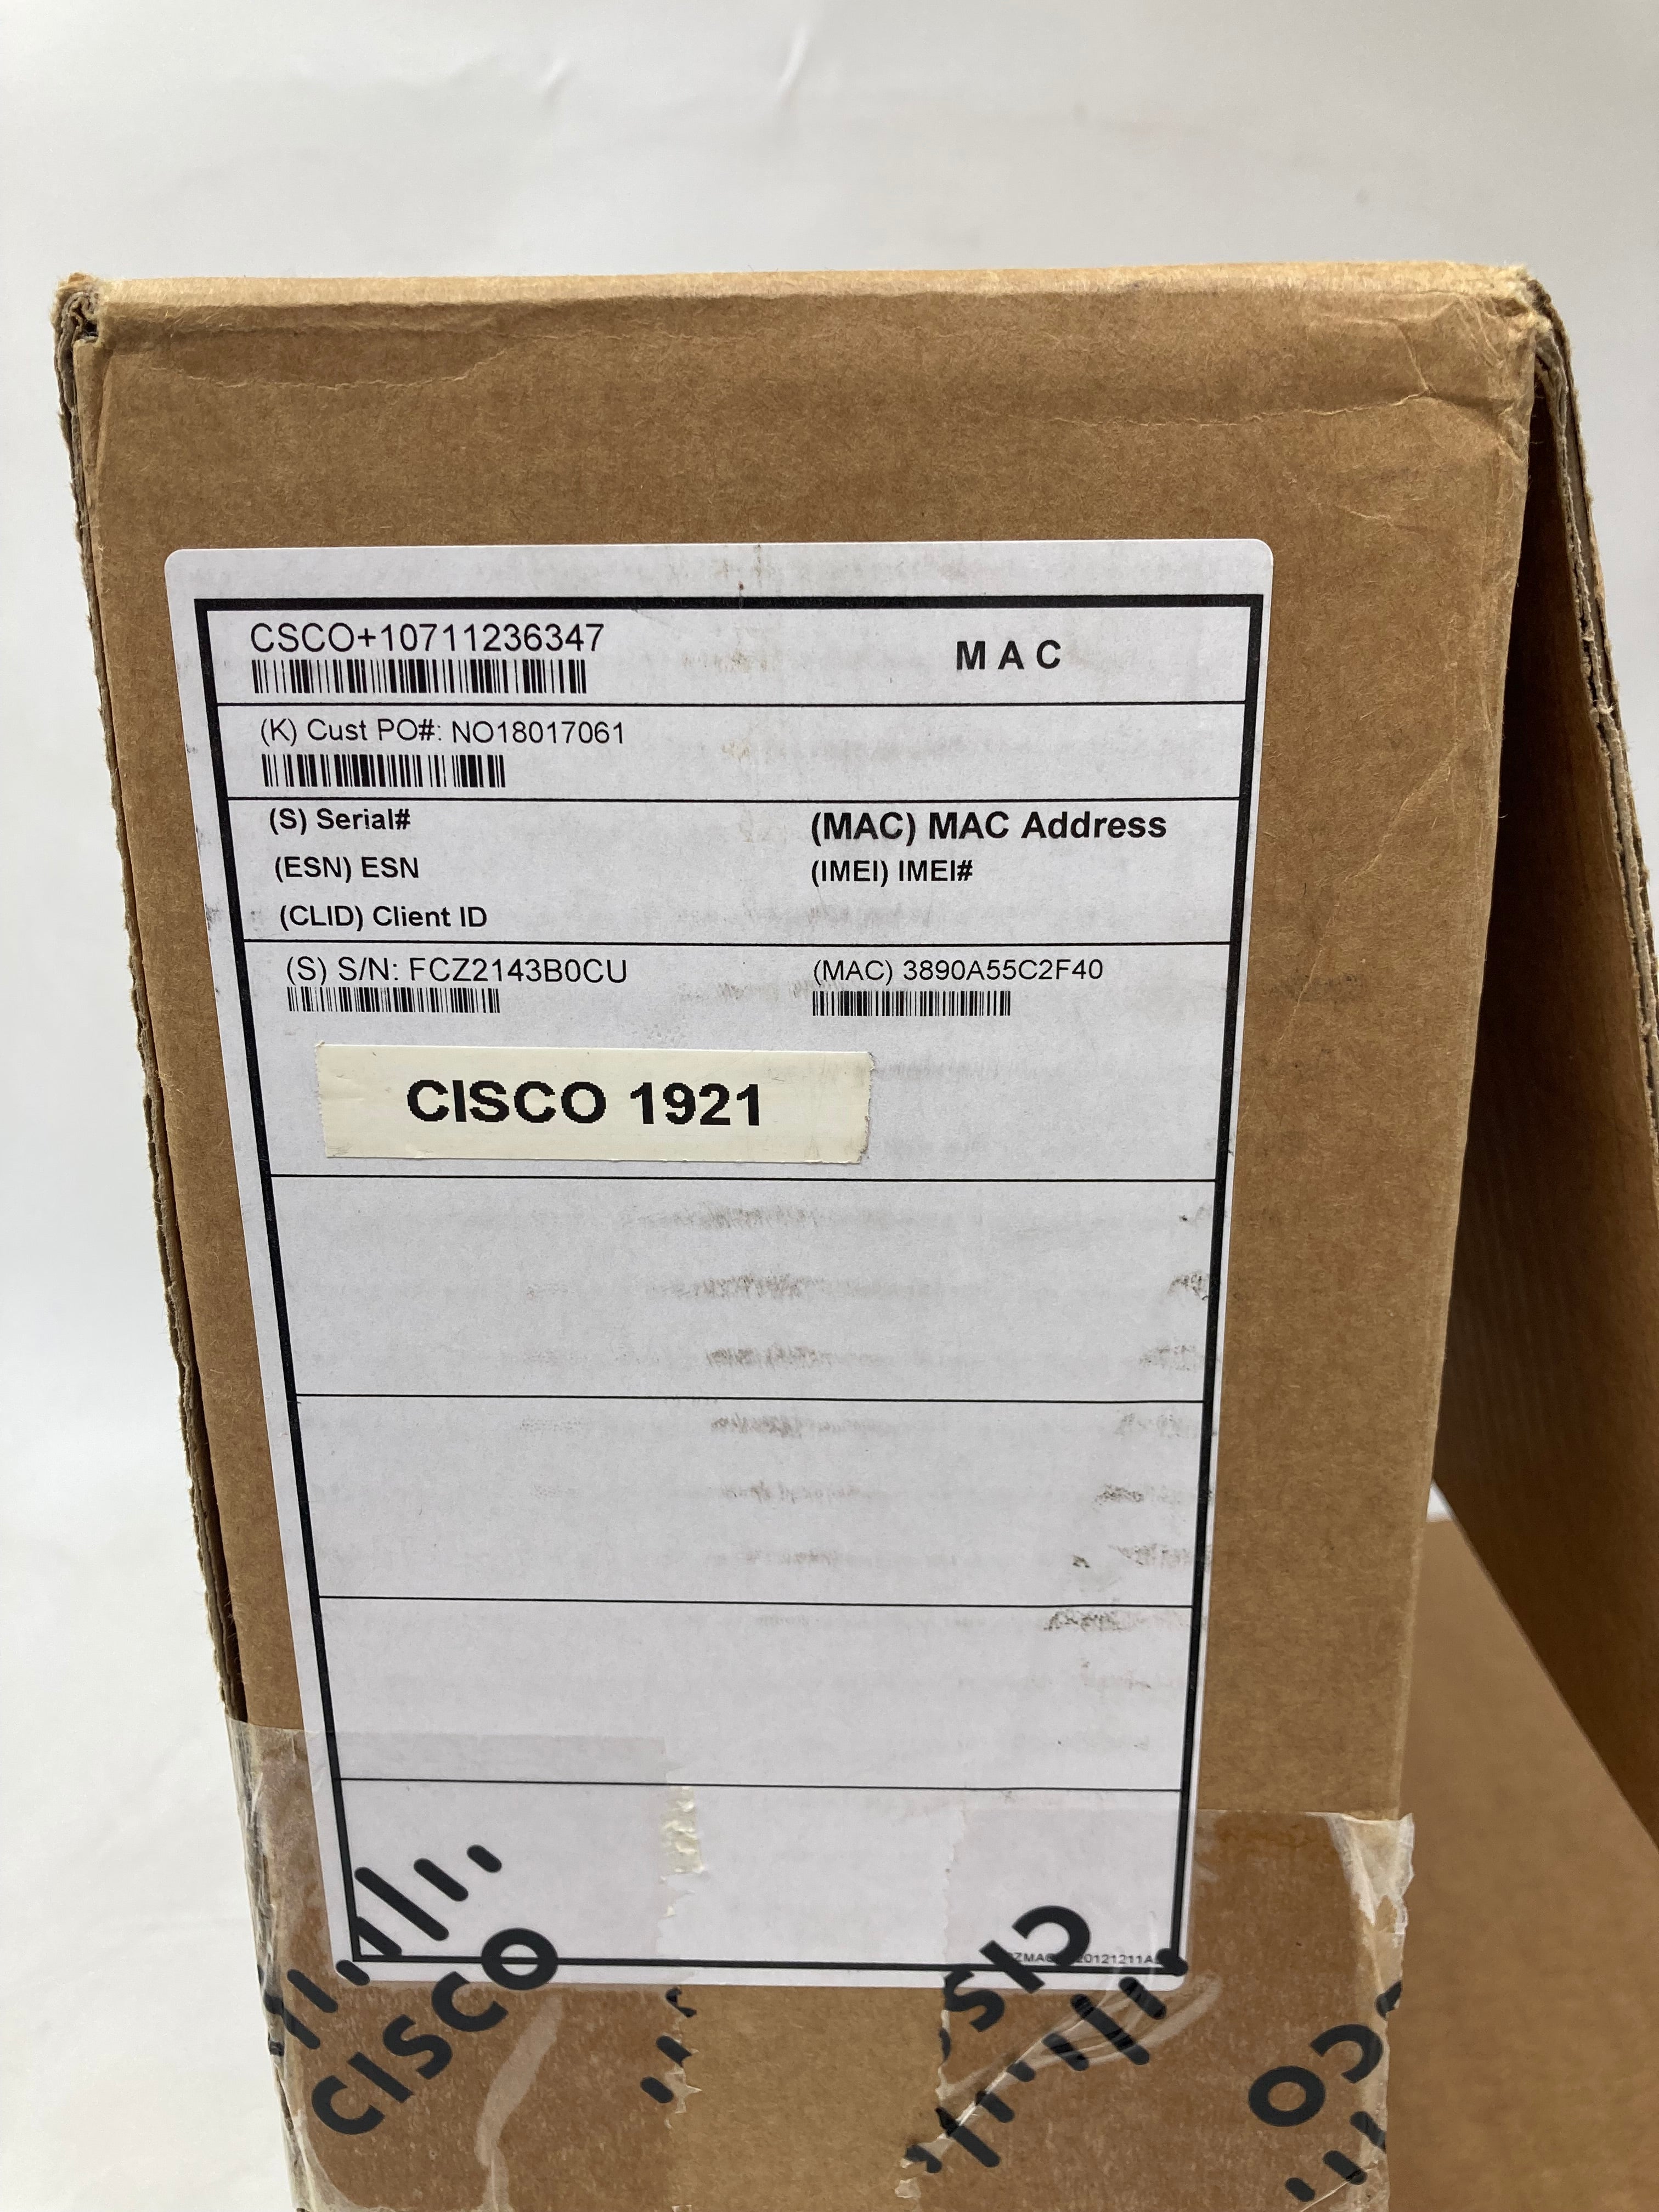 CSCO+10711236347
MAC
(K) Cust PO#: NO18017061
(S) Serial#
(MAC) MAC Address
(ESN) ESN
(IMEI) IMEI#
(CLID) Client ID
(S) S/N: FCZ2143B0CU
(MAC) 3890A55C2F40
CISCO 1921
CISCO